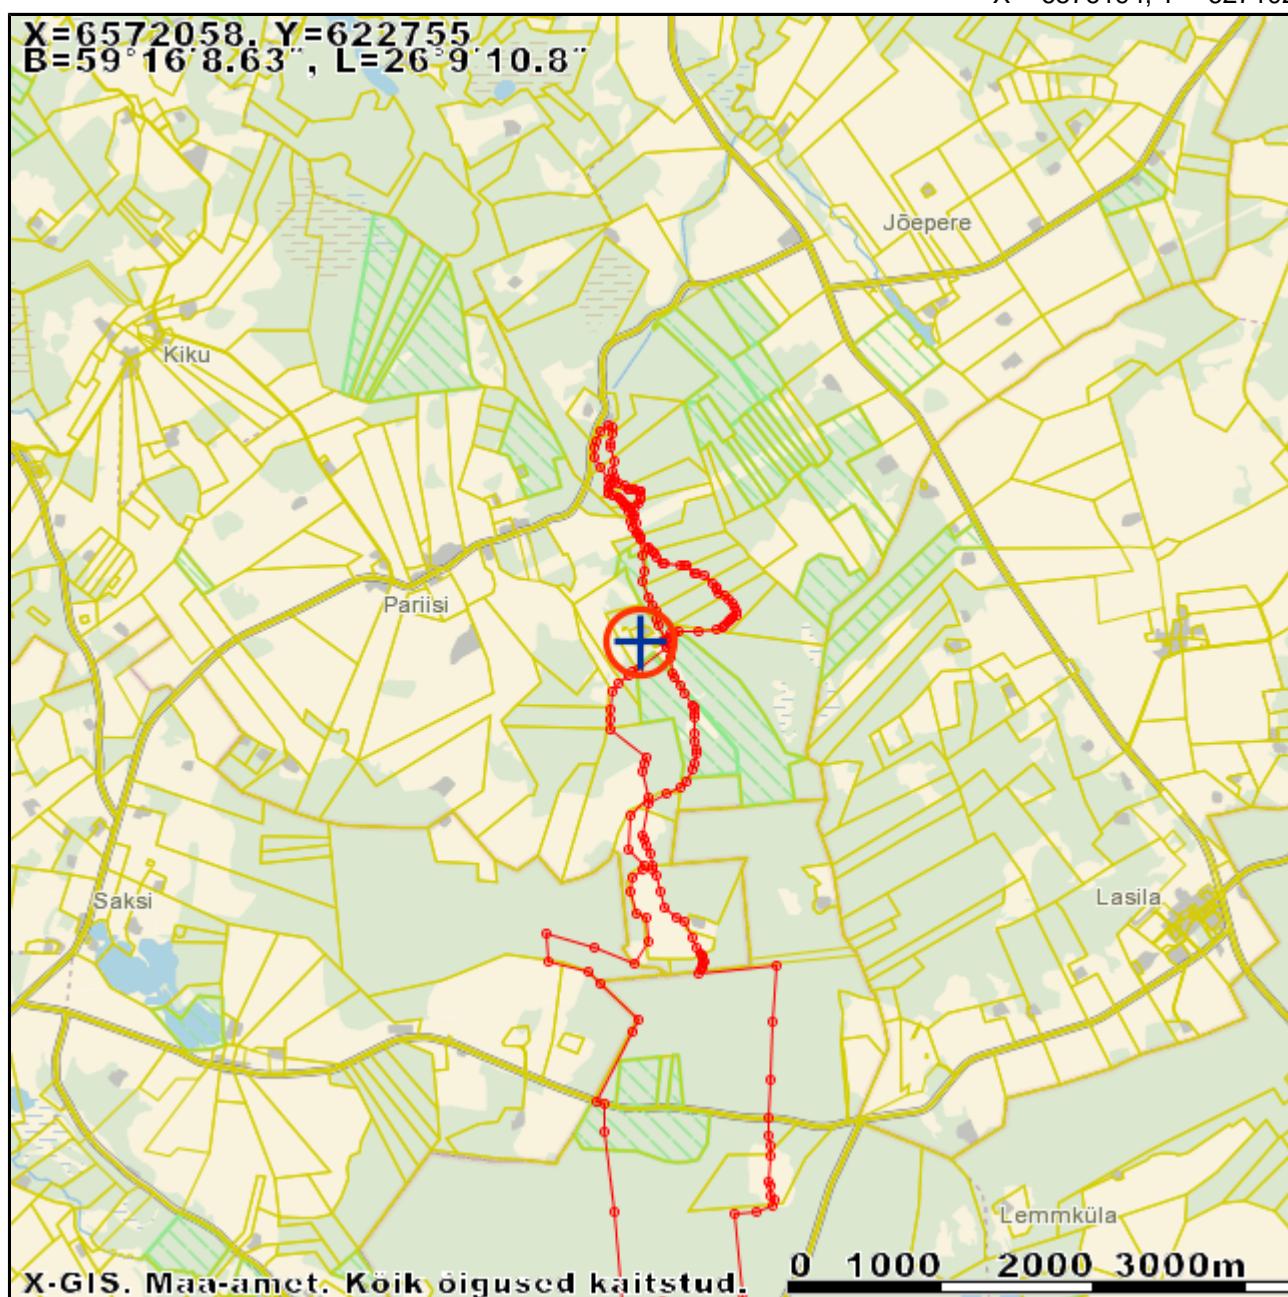 X=6572058, Y=622755
B=59°16'8.63", L=26°9'10.8"
Jõepere
Kiku
Pariisi
Saksi
Lasila
Lemmküla
0 1000 2000 3000m
X-GIS. Maa-amet. Kõik õigused kaitstud.